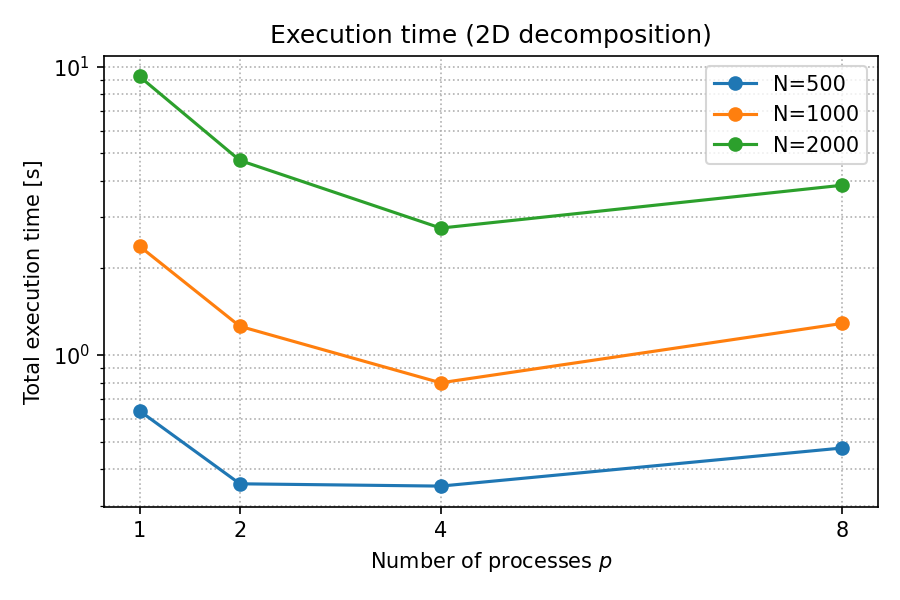 Execution time (2D decomposition)
N=500
N=1000
N=2000
Total execution time [s]
10¹
10⁰
1 2 4 8
Number of processes p